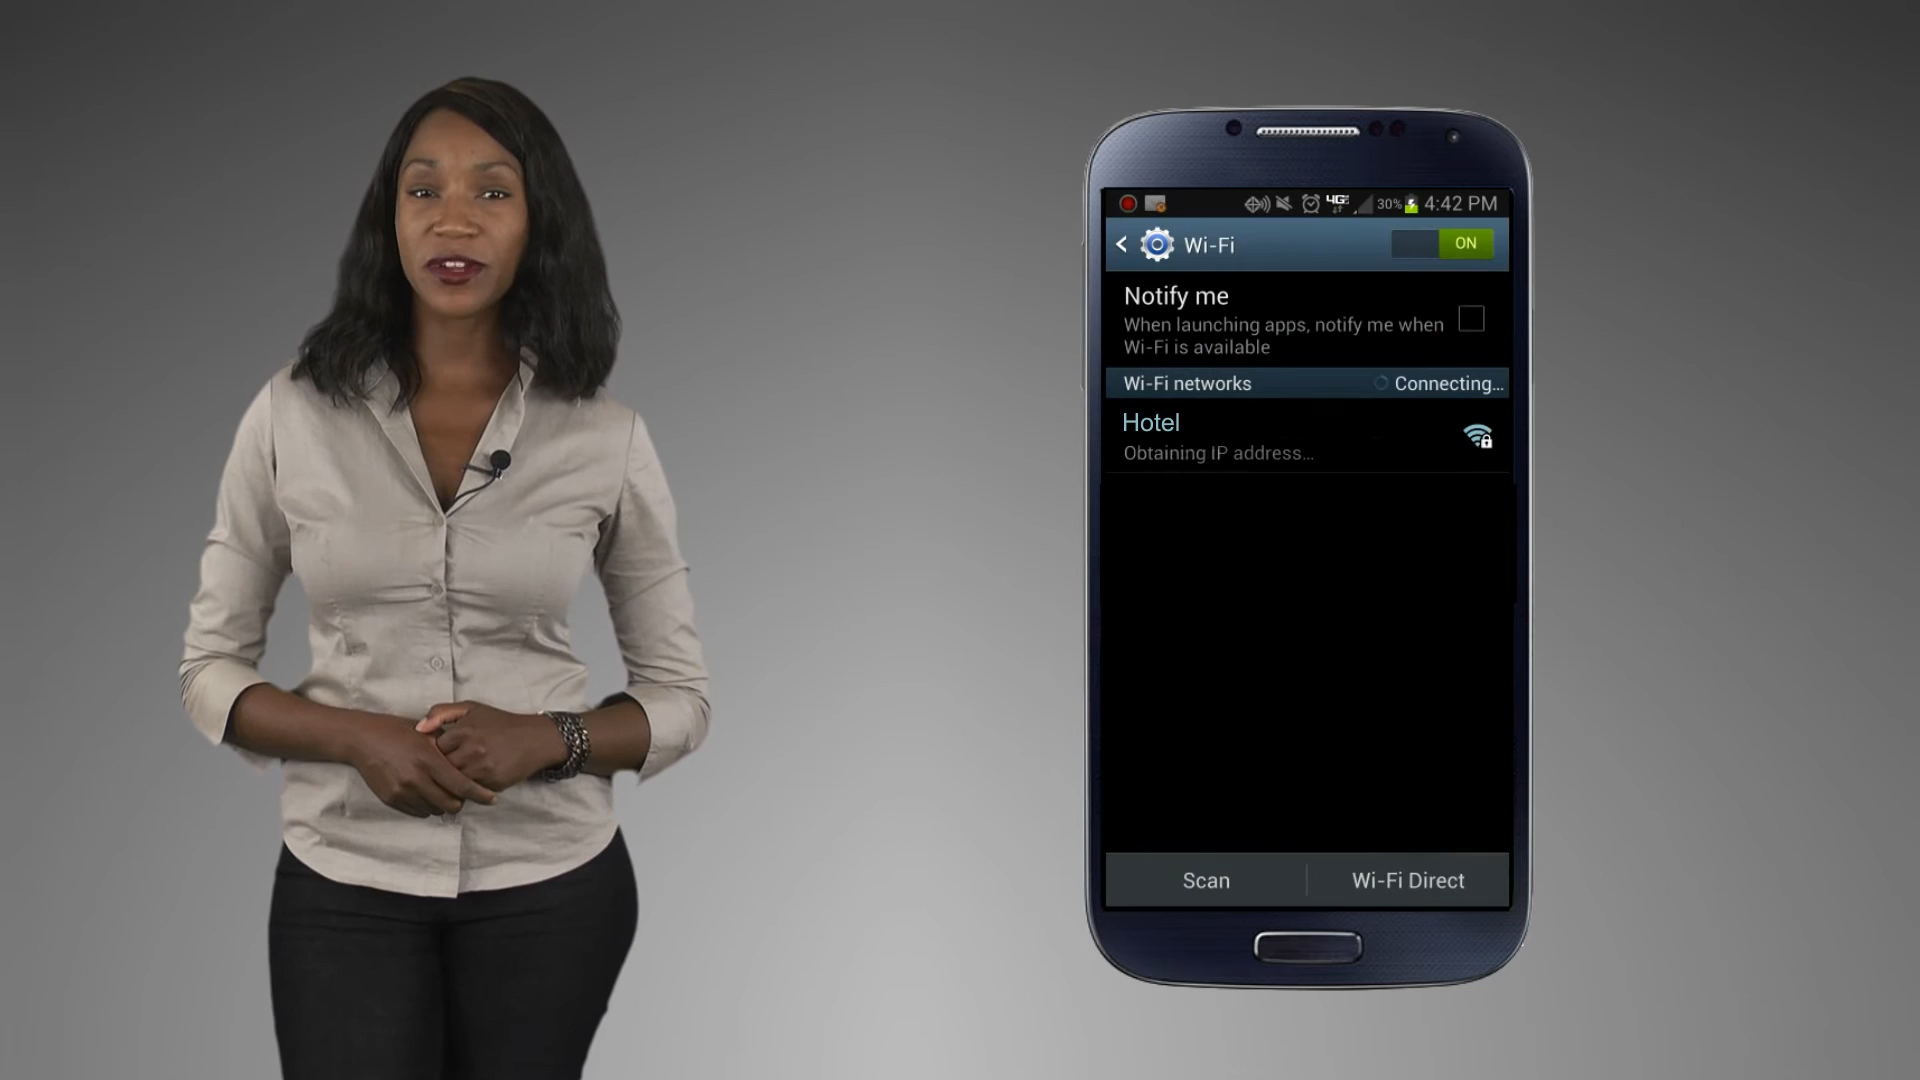 4G 30% 4:42 PM
Wi-Fi ON
Notify me
When launching apps, notify me when
Wi-Fi is available
Wi-Fi networks Connecting...
Hotel
Obtaining IP address...
Scan Wi-Fi Direct